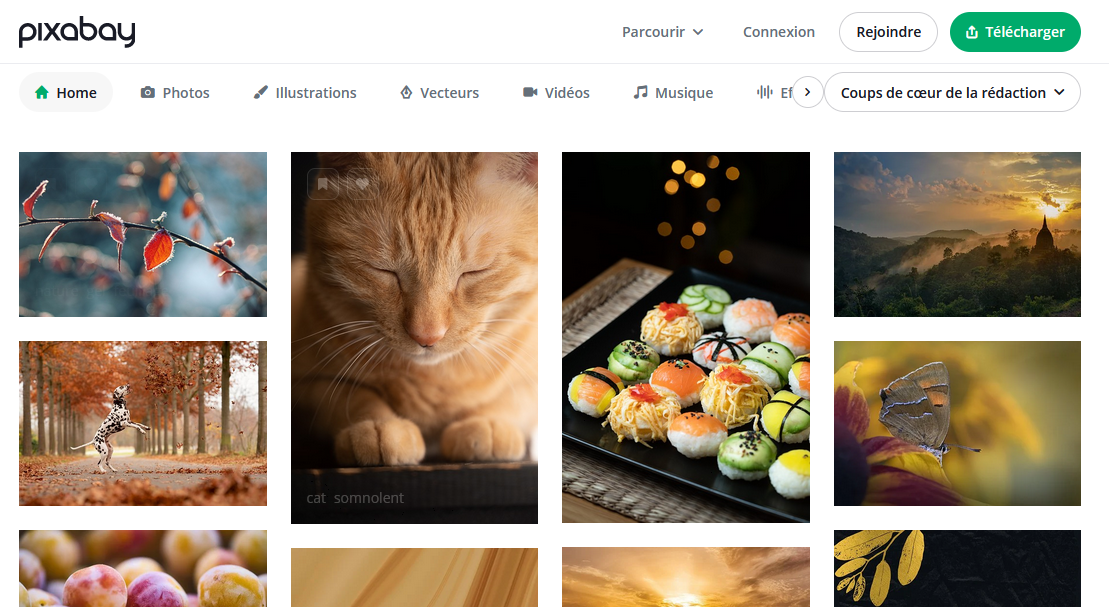 pixabay
Parcourir
Connexion
Rejoindre
Télécharger
Home
Photos
Illustrations
Vecteurs
Vidéos
Musique
Ef
Coups de cœur de la rédaction
cat somnolent